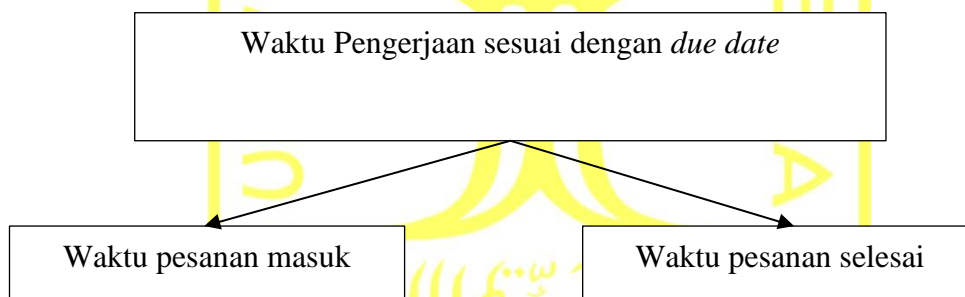 Waktu Pengerjaan sesuai dengan due date
Waktu pesanan masuk
Waktu pesanan selesai